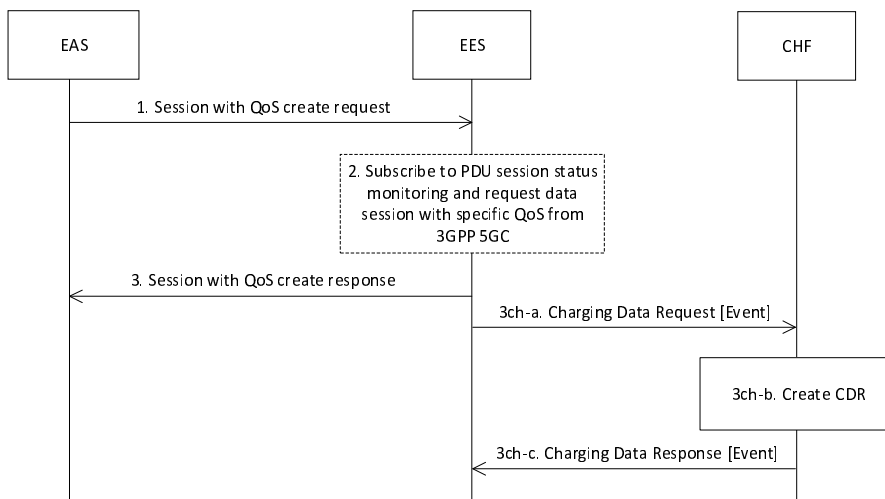 EAS
EES
CHF
1. Session with QoS create request
2. Subscribe to PDU session status
monitoring and request data
session with specific QoS from
3GPP 5GC
3. Session with QoS create response
3ch-a. Charging Data Request [Event]
3ch-b. Create CDR
3ch-c. Charging Data Response [Event]